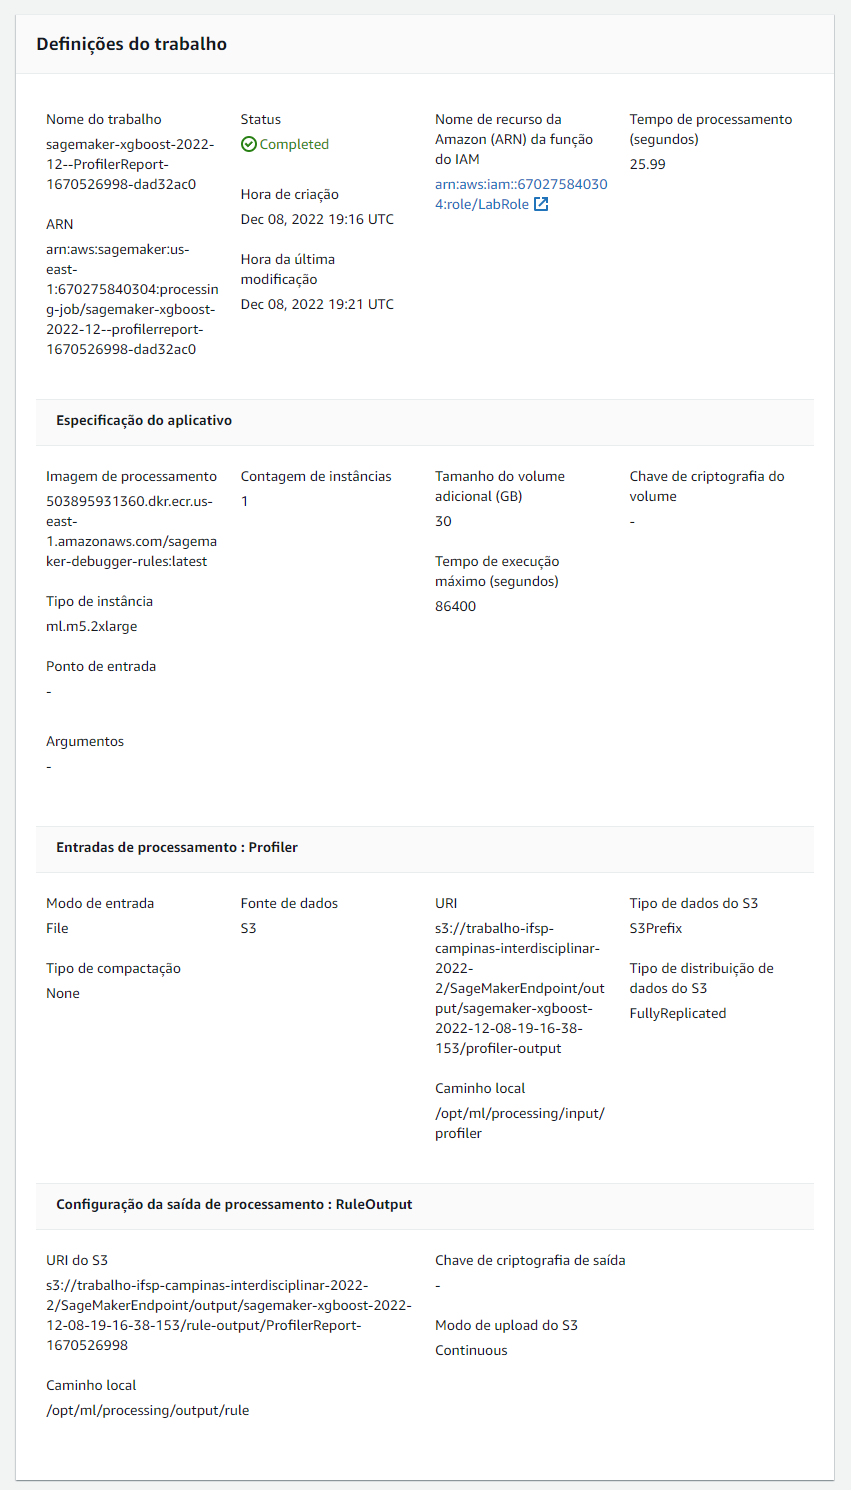 Definições do trabalho
Nome do trabalho
sagemaker-xgboost-2022-
12--ProfilerReport-
1670526998-dad32ac0
ARN
arn:aws:sagemaker:us-
east-
1:670275840304:processin
g-job/sagemaker-xgboost-
2022-12--profilerreport-
1670526998-dad32ac0
Status
Completed
Hora de criação
Dec 08, 2022 19:16 UTC
Hora da última
modificação
Dec 08, 2022 19:21 UTC
Nome de recurso da
Amazon (ARN) da função
do IAM
arn:aws:iam::67027584030
4:role/LabRole
Tempo de processamento
(segundos)
25.99
Especificação do aplicativo
Imagem de processamento
503895931360.dkr.ecr.us-
east-
1.amazonaws.com/sagema
ker-debugger-rules:latest
Tipo de instância
ml.m5.2xlarge
Ponto de entrada
-
Argumentos
-
Contagem de instâncias
1
Tamanho do volume
adicional (GB)
30
Tempo de execução
máximo (segundos)
86400
Chave de criptografia do
volume
-
Entradas de processamento : Profiler
Modo de entrada
File
Tipo de compactação
None
Fonte de dados
S3
URI
s3://trabalho-ifsp-
campinas-interdisciplinar-
2022-
2/SageMakerEndpoint/out
put/sagemaker-xgboost-
2022-12-08-19-16-38-
153/profiler-output
Caminho local
/opt/ml/processing/input/
profiler
Tipo de dados do S3
S3Prefix
Tipo de distribuição de
dados do S3
FullyReplicated
Configuração da saída de processamento : RuleOutput
URI do S3
s3://trabalho-ifsp-campinas-interdisciplinar-2022-
2/SageMakerEndpoint/output/sagemaker-xgboost-2022-
12-08-19-16-38-153/rule-output/ProfilerReport-
1670526998
Caminho local
/opt/ml/processing/output/rule
Chave de criptografia de saída
-
Modo de upload do S3
Continuous